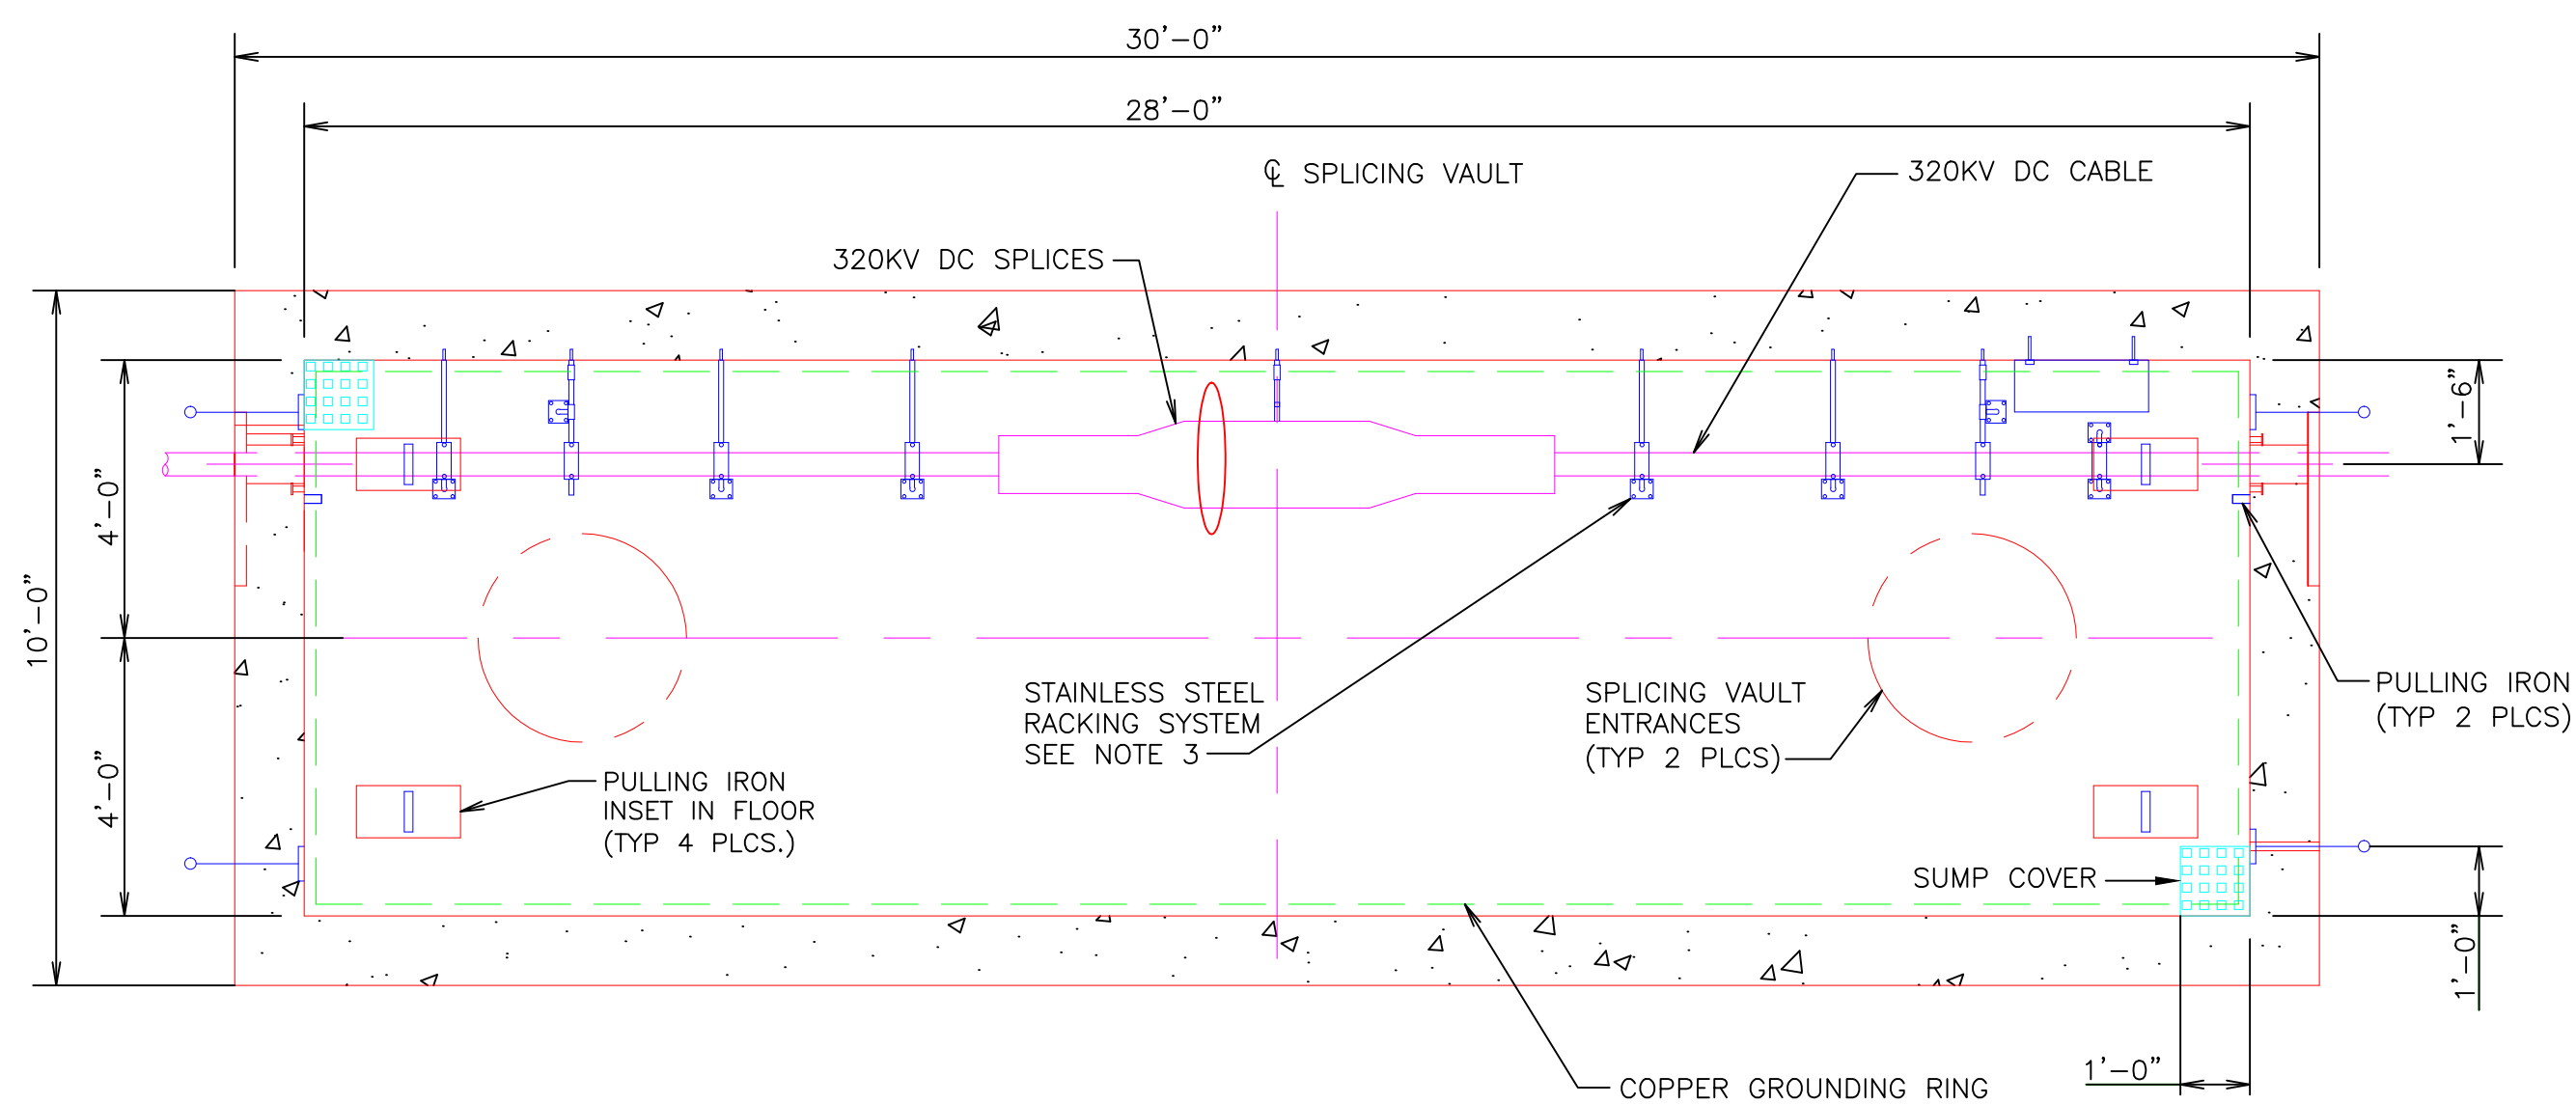 30'-0"
28'-0"
℄ SPLICING VAULT
320KV DC CABLE
320KV DC SPLICES
1'-6"
4'-0"
10'-0"
STAINLESS STEEL
RACKING SYSTEM
SEE NOTE 3
SPLICING VAULT
ENTRANCES
(TYP 2 PLCS)
PULLING IRON
(TYP 2 PLCS)
4'-0"
PULLING IRON
INSET IN FLOOR
(TYP 4 PLCS.)
SUMP COVER
1'-0"
1'-0"
COPPER GROUNDING RING